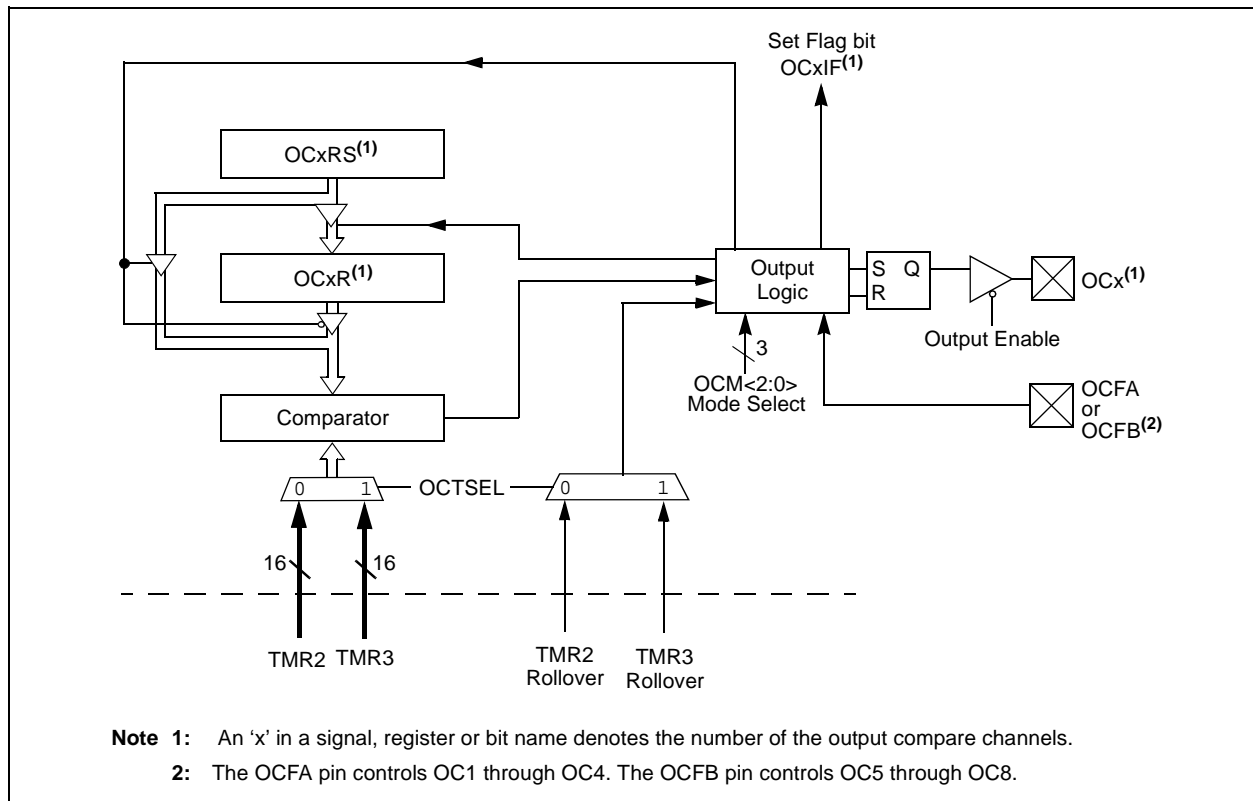 Set Flag bit
OCxIF(1)
OCxRS(1)
OCxR(1)
Output
Logic
S Q
R
OCx(1)
Output Enable
3
OCM<2:0>
Mode Select
OCFA
or
OCFB(2)
Comparator
0 1
OCTSEL
0 1
16
16
TMR2
TMR3
TMR2
Rollover
TMR3
Rollover
Note 1: An ‘x’ in a signal, register or bit name denotes the number of the output compare channels.
2: The OCFA pin controls OC1 through OC4. The OCFB pin controls OC5 through OC8.